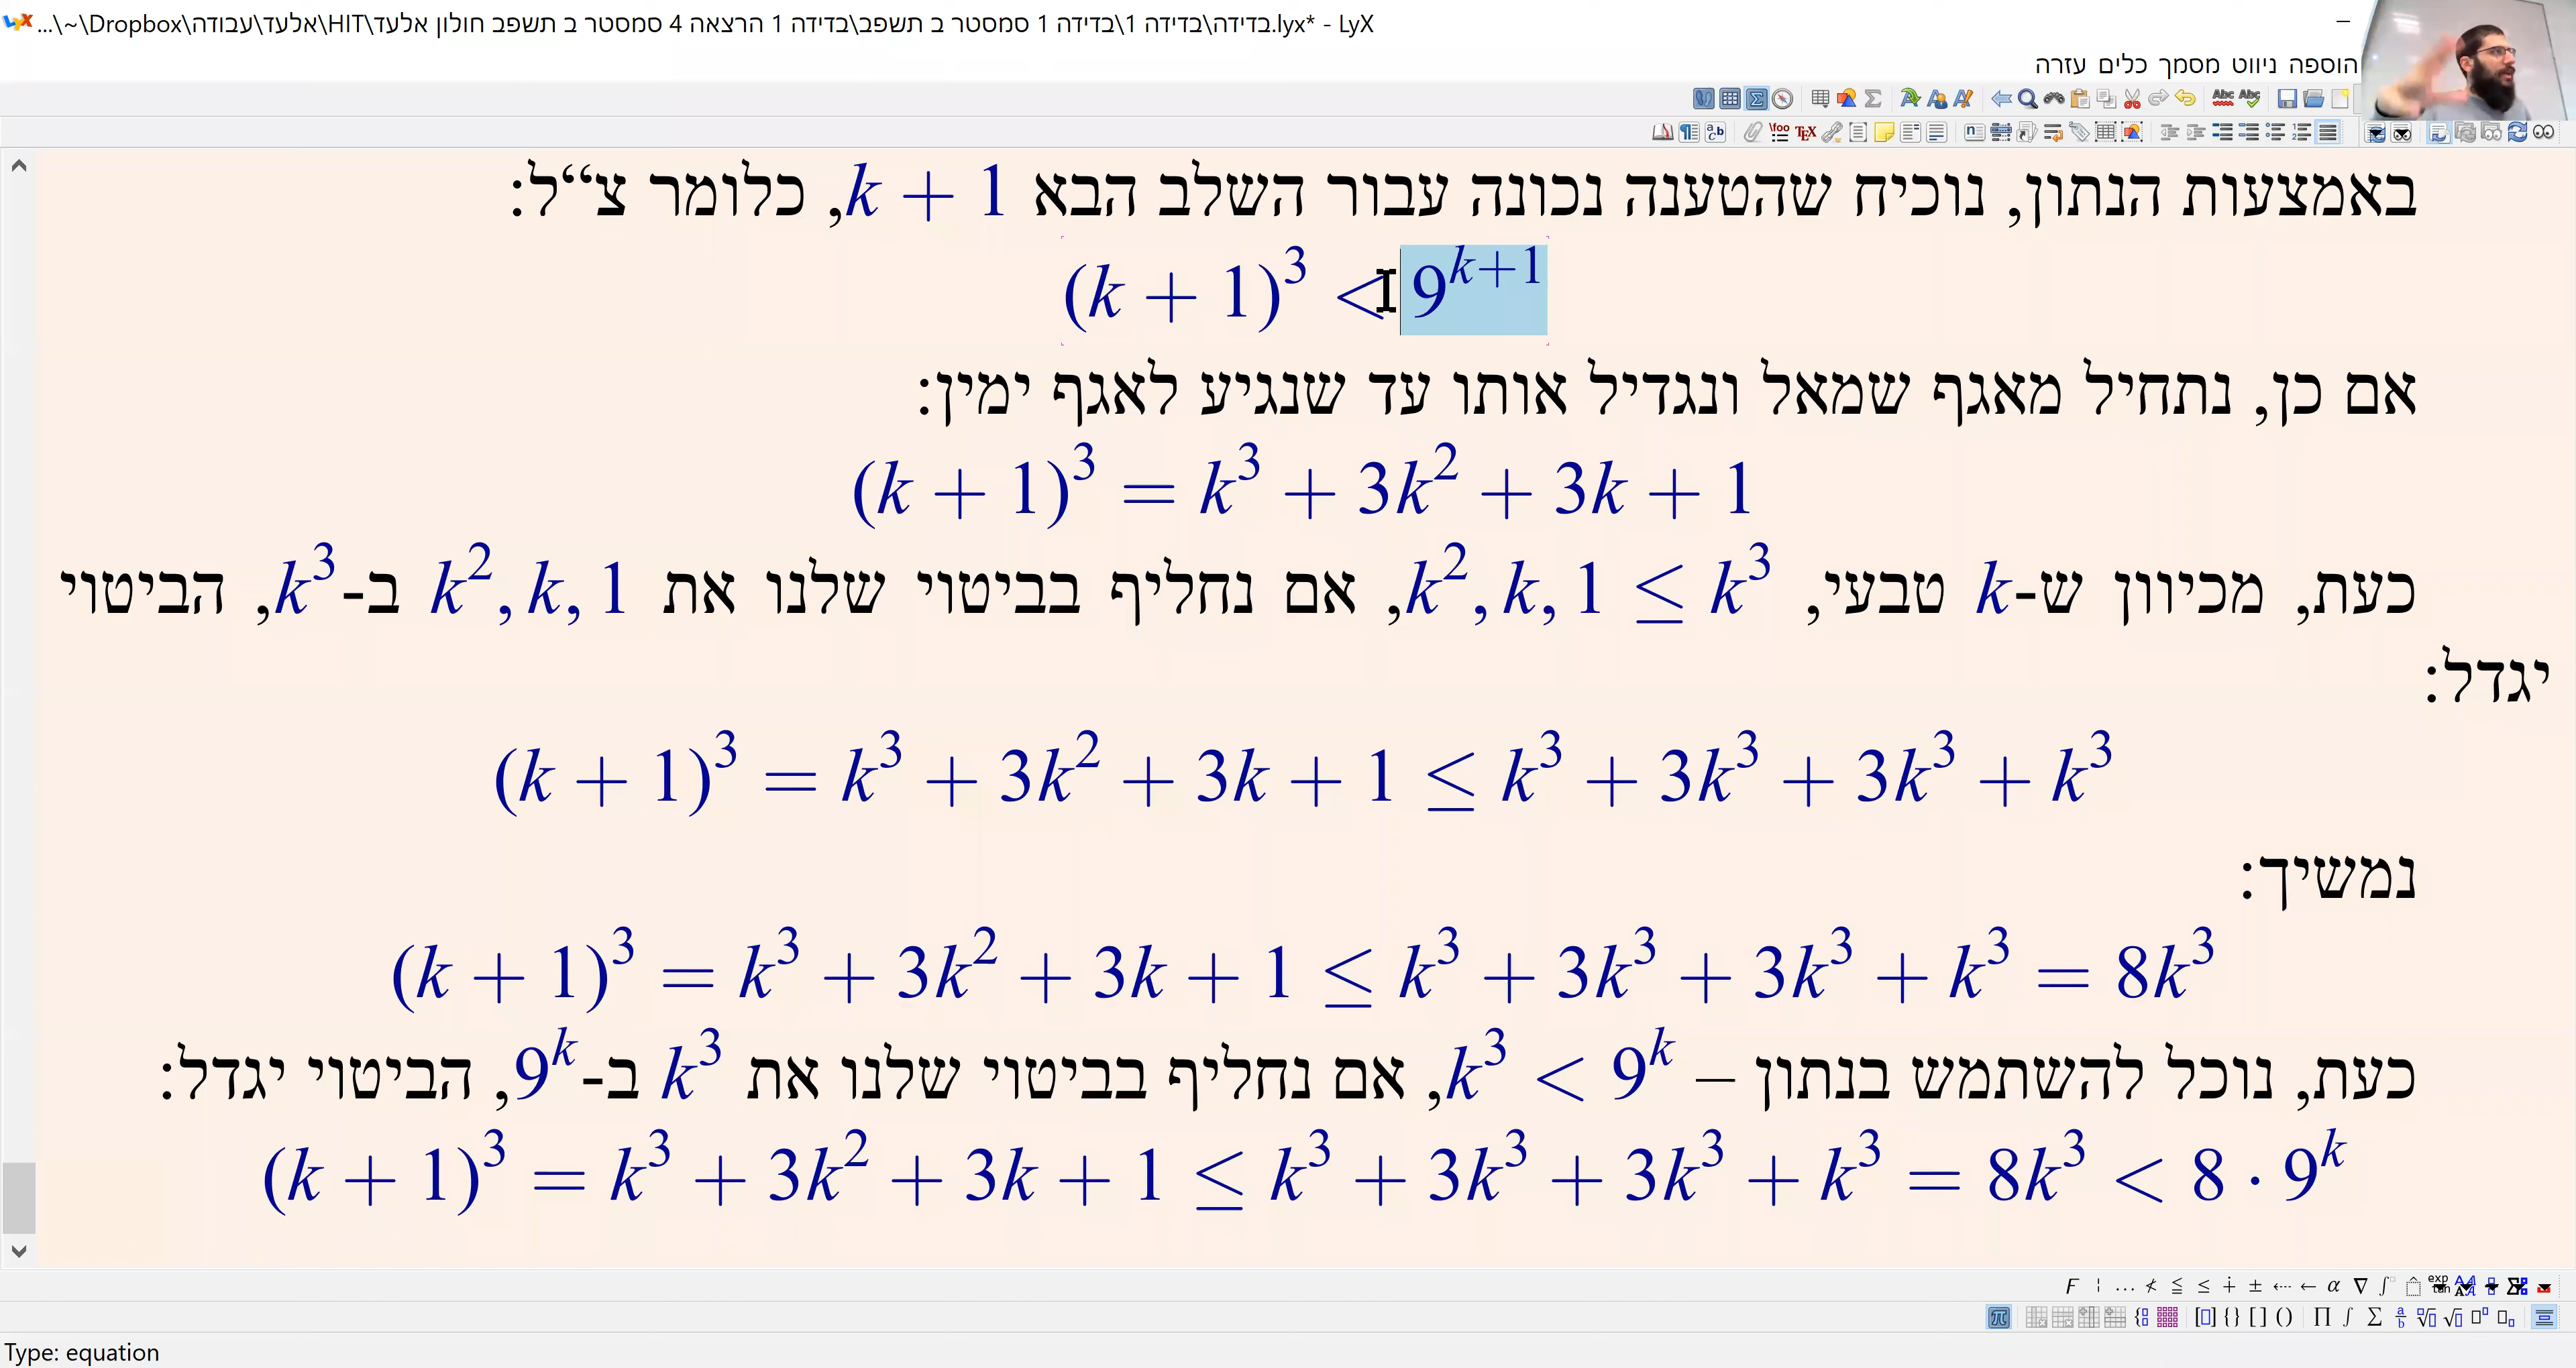 ...\~\Dropbox\אלעד\עבודה\HIT\בדידה\בדידה 1\בדידה 1 סמסטר ב תשפב\בדידה 1 הרצאה 4 סמסטר ב תשפב חולון אלעד.lyx* - LyX
הוספה ניווט מסמך כלים עזרה
באמצעות הנתון, נוכיח שהטענה נכונה עבור השלב הבא k + 1, כלומר צ“ל:
(k + 1)^3 < 9^{k+1}
אם כן, נתחיל מאגף שמאל ונגדיל אותו עד שנגיע לאגף ימין:
(k + 1)^3 = k^3 + 3k^2 + 3k + 1
כעת, מכיוון ש-k טבעי, k^2, k, 1 ≤ k^3, אם נחליף בביטוי שלנו את k^2, k, 1 ב-k^3, הביטוי
יגדל:
(k + 1)^3 = k^3 + 3k^2 + 3k + 1 ≤ k^3 + 3k^3 + 3k^3 + k^3
נמשיך:
(k + 1)^3 = k^3 + 3k^2 + 3k + 1 ≤ k^3 + 3k^3 + 3k^3 + k^3 = 8k^3
כעת, נוכל להשתמש בנתון – k^3 < 9^k, אם נחליף בביטוי שלנו את k^3 ב-9^k, הביטוי יגדל:
(k + 1)^3 = k^3 + 3k^2 + 3k + 1 ≤ k^3 + 3k^3 + 3k^3 + k^3 = 8k^3 < 8 · 9^k
Type: equation